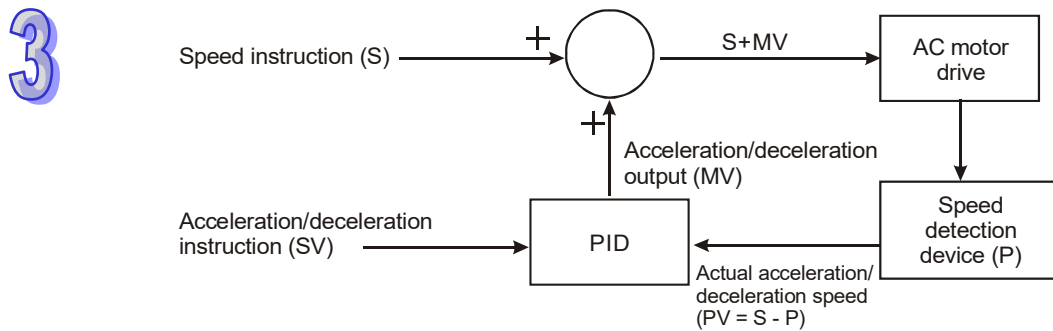 3
Speed instruction (S)
+
S+MV
AC motor
drive
+
Acceleration/deceleration
output (MV)
Acceleration/deceleration
instruction (SV)
PID
Speed
detection
device (P)
Actual acceleration/
deceleration speed
(PV = S - P)